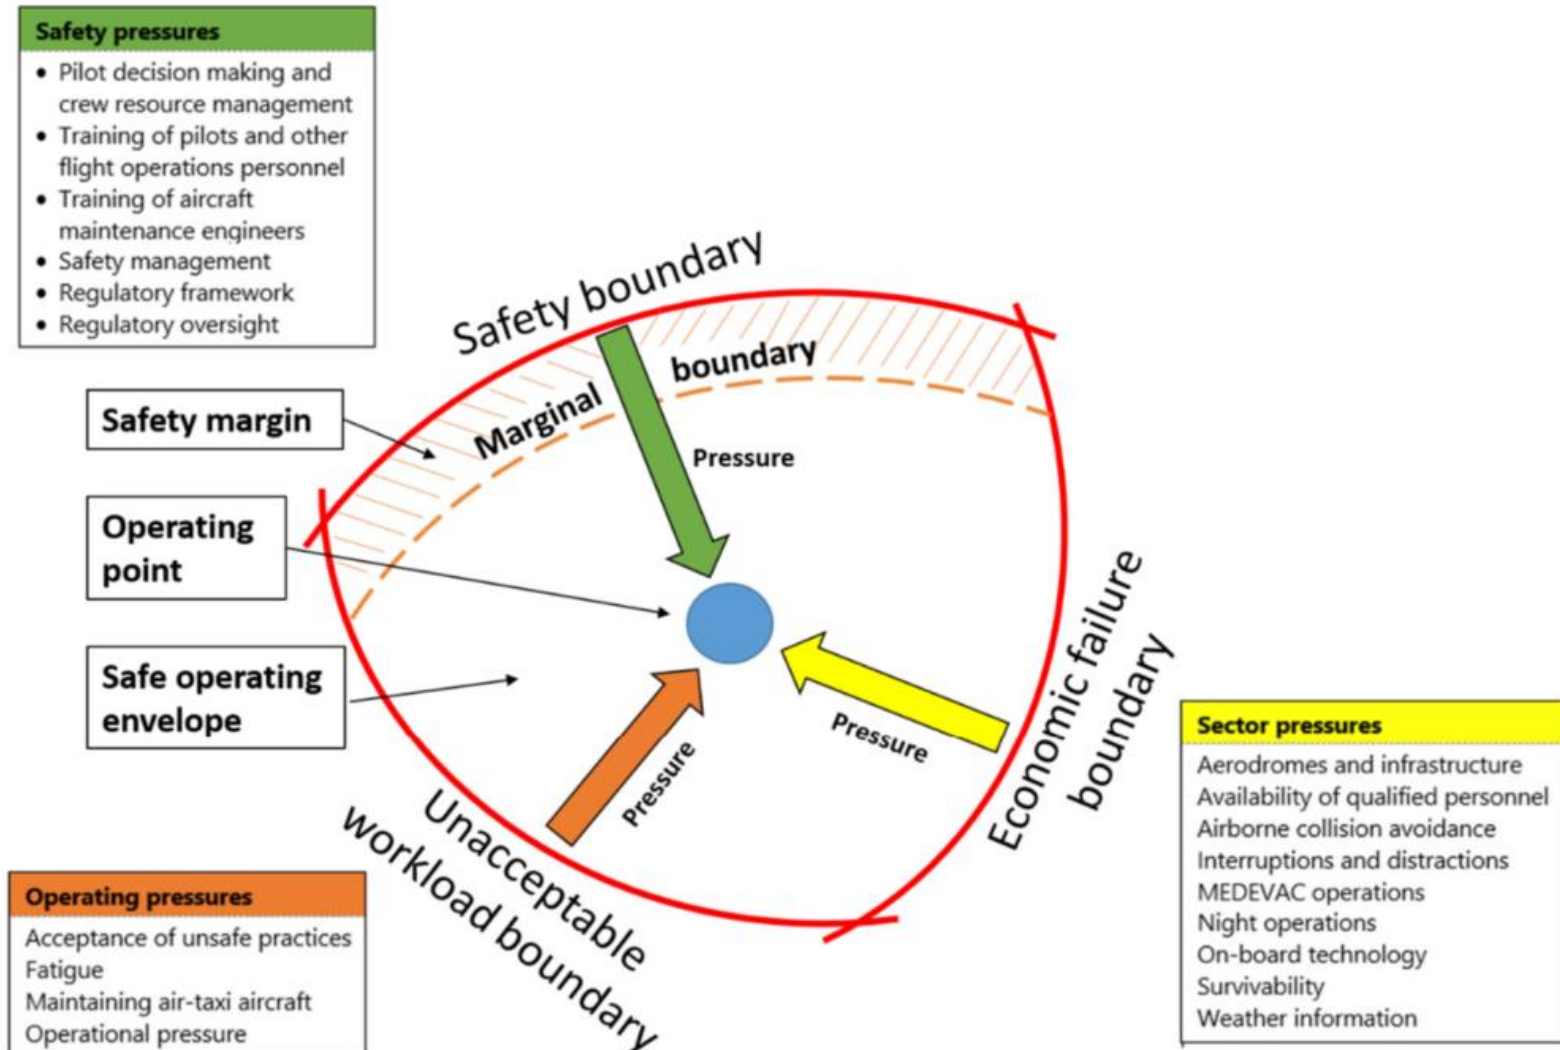 Safety pressures
• Pilot decision making and
crew resource management
• Training of pilots and other
flight operations personnel
• Training of aircraft
maintenance engineers
• Safety management
• Regulatory framework
• Regulatory oversight
Safety boundary
Marginal boundary
Safety margin
Pressure
Operating
point
Safe operating
envelope
Pressure
Pressure
Economic failure
boundary
Unacceptable
workload boundary
Sector pressures
Aerodromes and infrastructure
Availability of qualified personnel
Airborne collision avoidance
Interruptions and distractions
MEDEVAC operations
Night operations
On-board technology
Survivability
Weather information
Operating pressures
Acceptance of unsafe practices
Fatigue
Maintaining air-taxi aircraft
Operational pressure